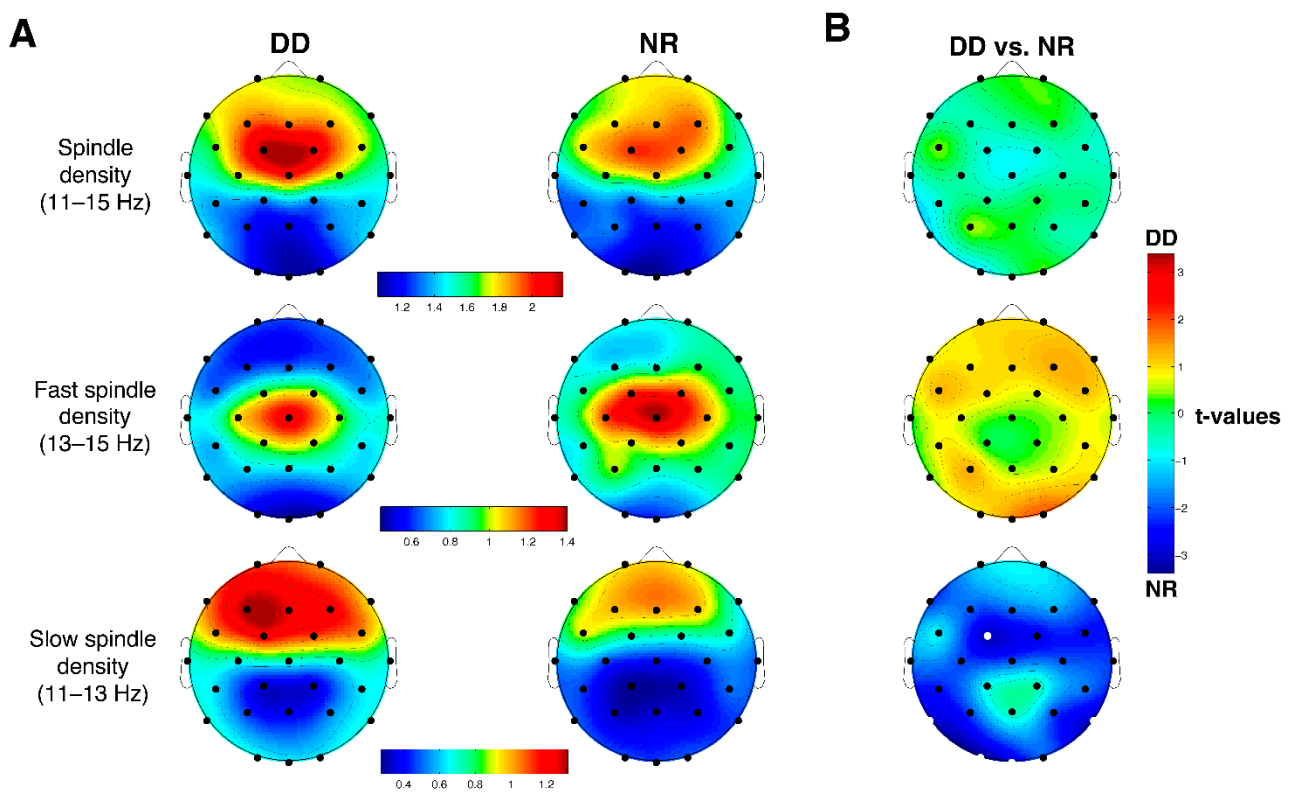 A
B
DD
NR
DD vs. NR
Spindle
density
(11–15 Hz)
1.2 1.4 1.6 1.8 2
Fast spindle
density
(13–15 Hz)
0.6 0.8 1 1.2 1.4
Slow spindle
density
(11–13 Hz)
0.4 0.6 0.8 1 1.2
DD
3
2
1
0
−1
−2
−3
t-values
NR